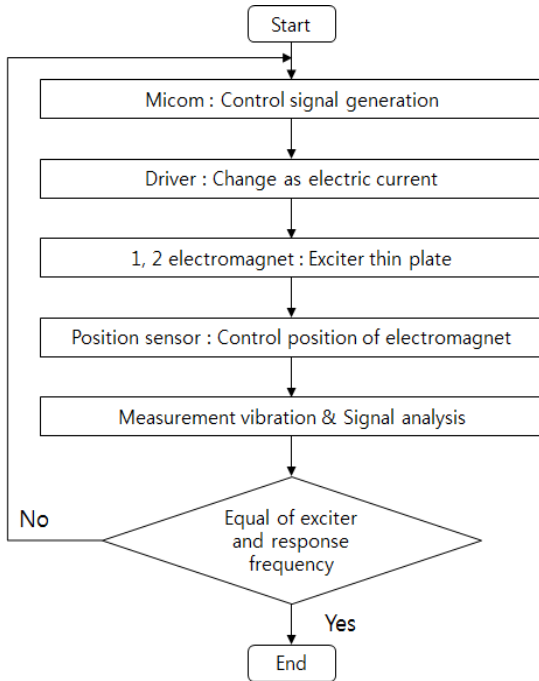 Start
Micom : Control signal generation
Driver : Change as electric current
1, 2 electromagnet : Exciter thin plate
Position sensor : Control position of electromagnet
Measurement vibration & Signal analysis
Equal of exciter
and response
frequency
No
Yes
End